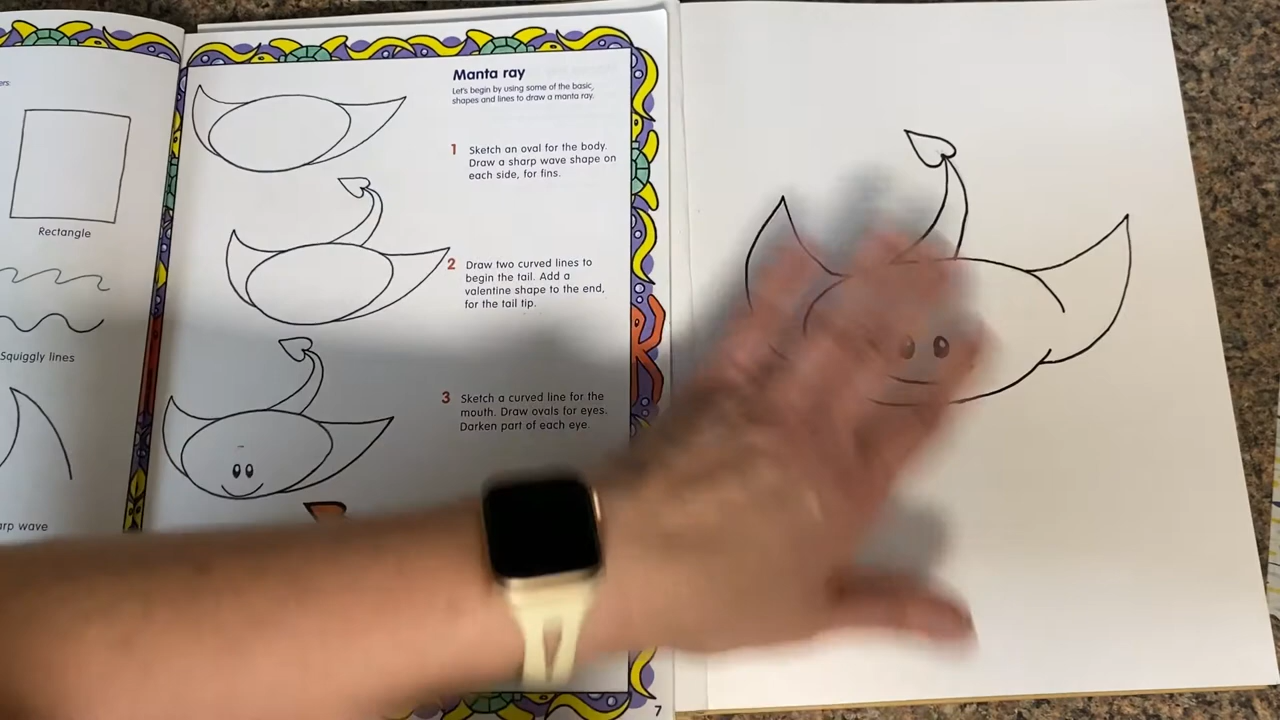 ers.
Rectangle
Squiggly lines
arp wave
Manta ray
Let's begin by using some of the basic,
shapes and lines to draw a manta ray.
1 Sketch an oval for the body.
Draw a sharp wave shape on
each side, for fins.
2 Draw two curved lines to
begin the tail. Add a
valentine shape to the end,
for the tail tip.
3 Sketch a curved line for the
mouth. Draw ovals for eyes.
Darken part of each eye.
7